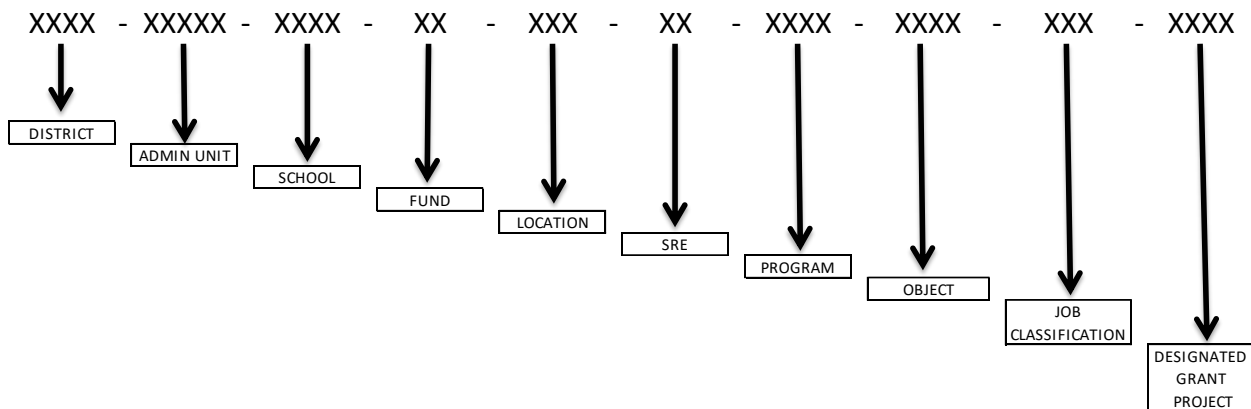 XXXX - XXXXX - XXXX - XX - XXX - XX - XXXX - XXXX - XXX - XXXX
DISTRICT
ADMIN UNIT
SCHOOL
FUND
LOCATION
SRE
PROGRAM
OBJECT
JOB
CLASSIFICATION
DESIGNATED
GRANT
PROJECT